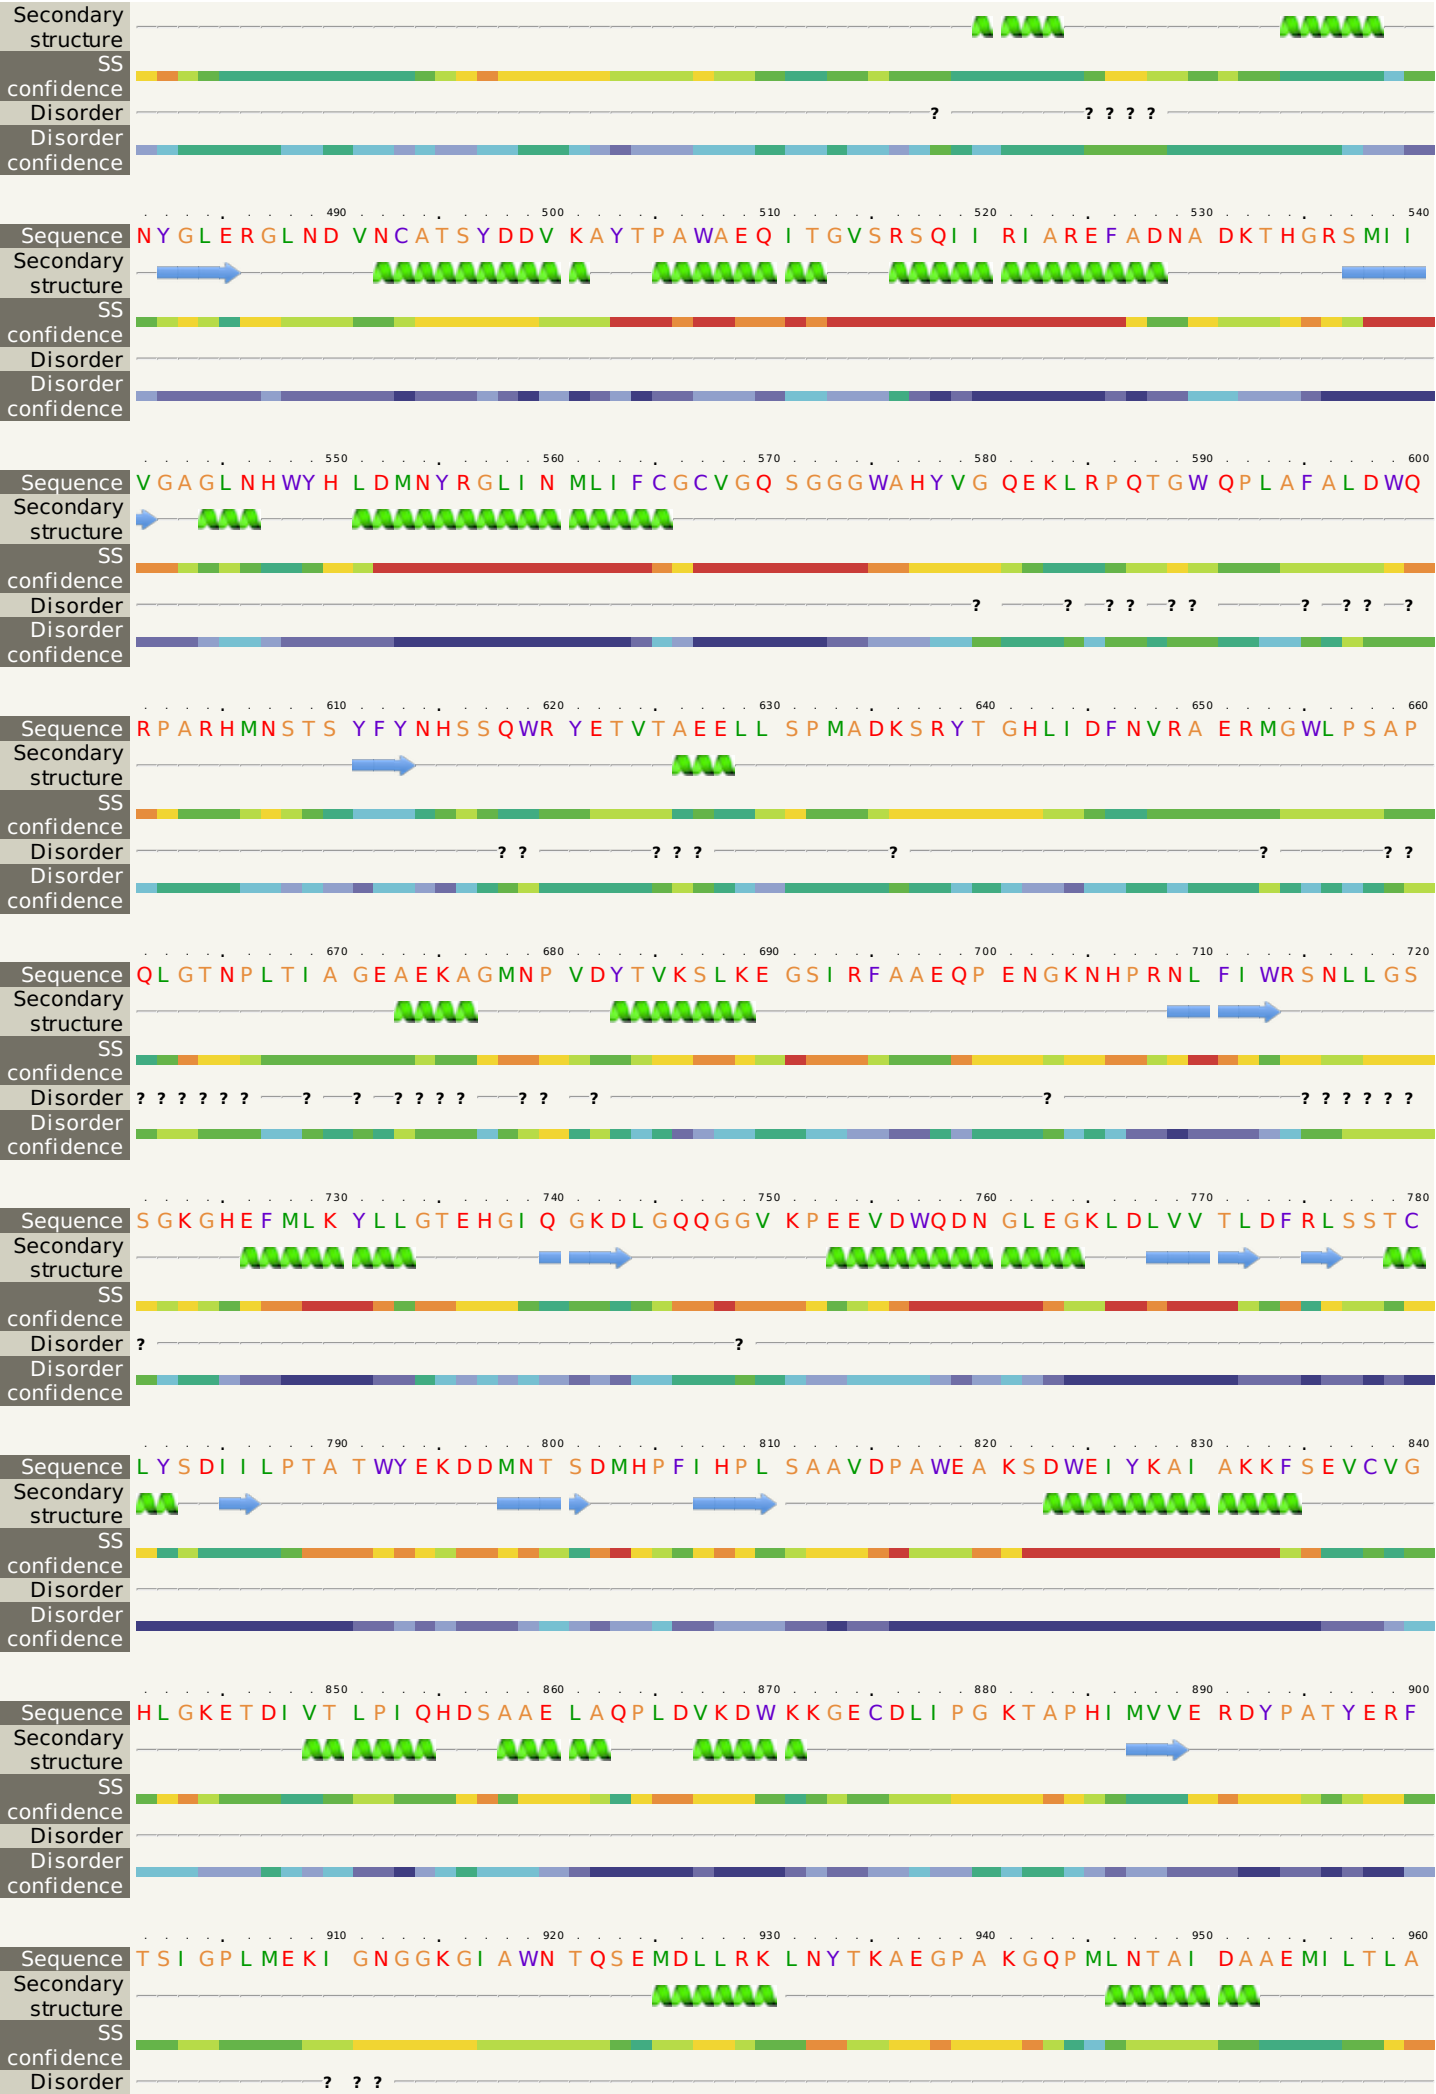 Secondary
structure
SS
confidence
Disorder ? ? ? ? ?
Disorder
confidence
490 500 510 520 530 540
Sequence NYGLERGLND VNCATSYDDV KAYTPAWAEQ ITGVSRSQII RIAREFADNA DKTHGRSMII
Secondary
structure
SS
confidence
Disorder
Disorder
confidence
550 560 570 580 590 600
Sequence VGAGLNHWYH LDMNYRGLIN MLIFCGCVGQ SGGGWAHYVG QEKLRPQTGW QPLAFALDWQ
Secondary
structure
SS
confidence
Disorder ? ? ? ? ? ? ? ? ? ?
Disorder
confidence
610 620 630 640 650 660
Sequence RPARHMNSTS YFYNHSSQWR YETVTAEELL SPMADKSRYT GHLIDFNVRA ERMGWLPSAP
Secondary
structure
SS
confidence
Disorder ? ? ? ? ? ? ? ? ?
Disorder
confidence
670 680 690 700 710 720
Sequence QLGTNPLTIA GEAEKAGMNP VDYTVKSLKE GSIRFAAEQP ENGKNHPRNL FIWRSNLLGS
Secondary
structure
SS
confidence
Disorder ? ? ? ? ? ? ? ? ? ? ? ? ? ? ? ? ? ? ? ? ? ?
Disorder
confidence
730 740 750 760 770 780
Sequence SGKGHEFMLK YLLGTEHGIQ GKDLGQQGGV KPEEVDWQDN GLEGKLDLVV TLDFRLSSTC
Secondary
structure
SS
confidence
Disorder ? ?
Disorder
confidence
790 800 810 820 830 840
Sequence LYSDIILPTA TWYEKDDMNT SDMHPFIHPL SAAVDPAWEA KSDWEIYKAI AKKFSEVCVG
Secondary
structure
SS
confidence
Disorder
Disorder
confidence
850 860 870 880 890 900
Sequence HLGKETDIVT LPIQHDSAAE LAQPLDVKDW KKGECDLIPG KTAPHIMVVE RDYPATYERF
Secondary
structure
SS
confidence
Disorder
Disorder
confidence
910 920 930 940 950 960
Sequence TSIGPLMEKI GNGGKGIAWN TQSEMDLLRK LNYTKAEGPA KGQPMLNTAI DAAEMILTLA
Secondary
structure
SS
confidence
Disorder ? ? ?